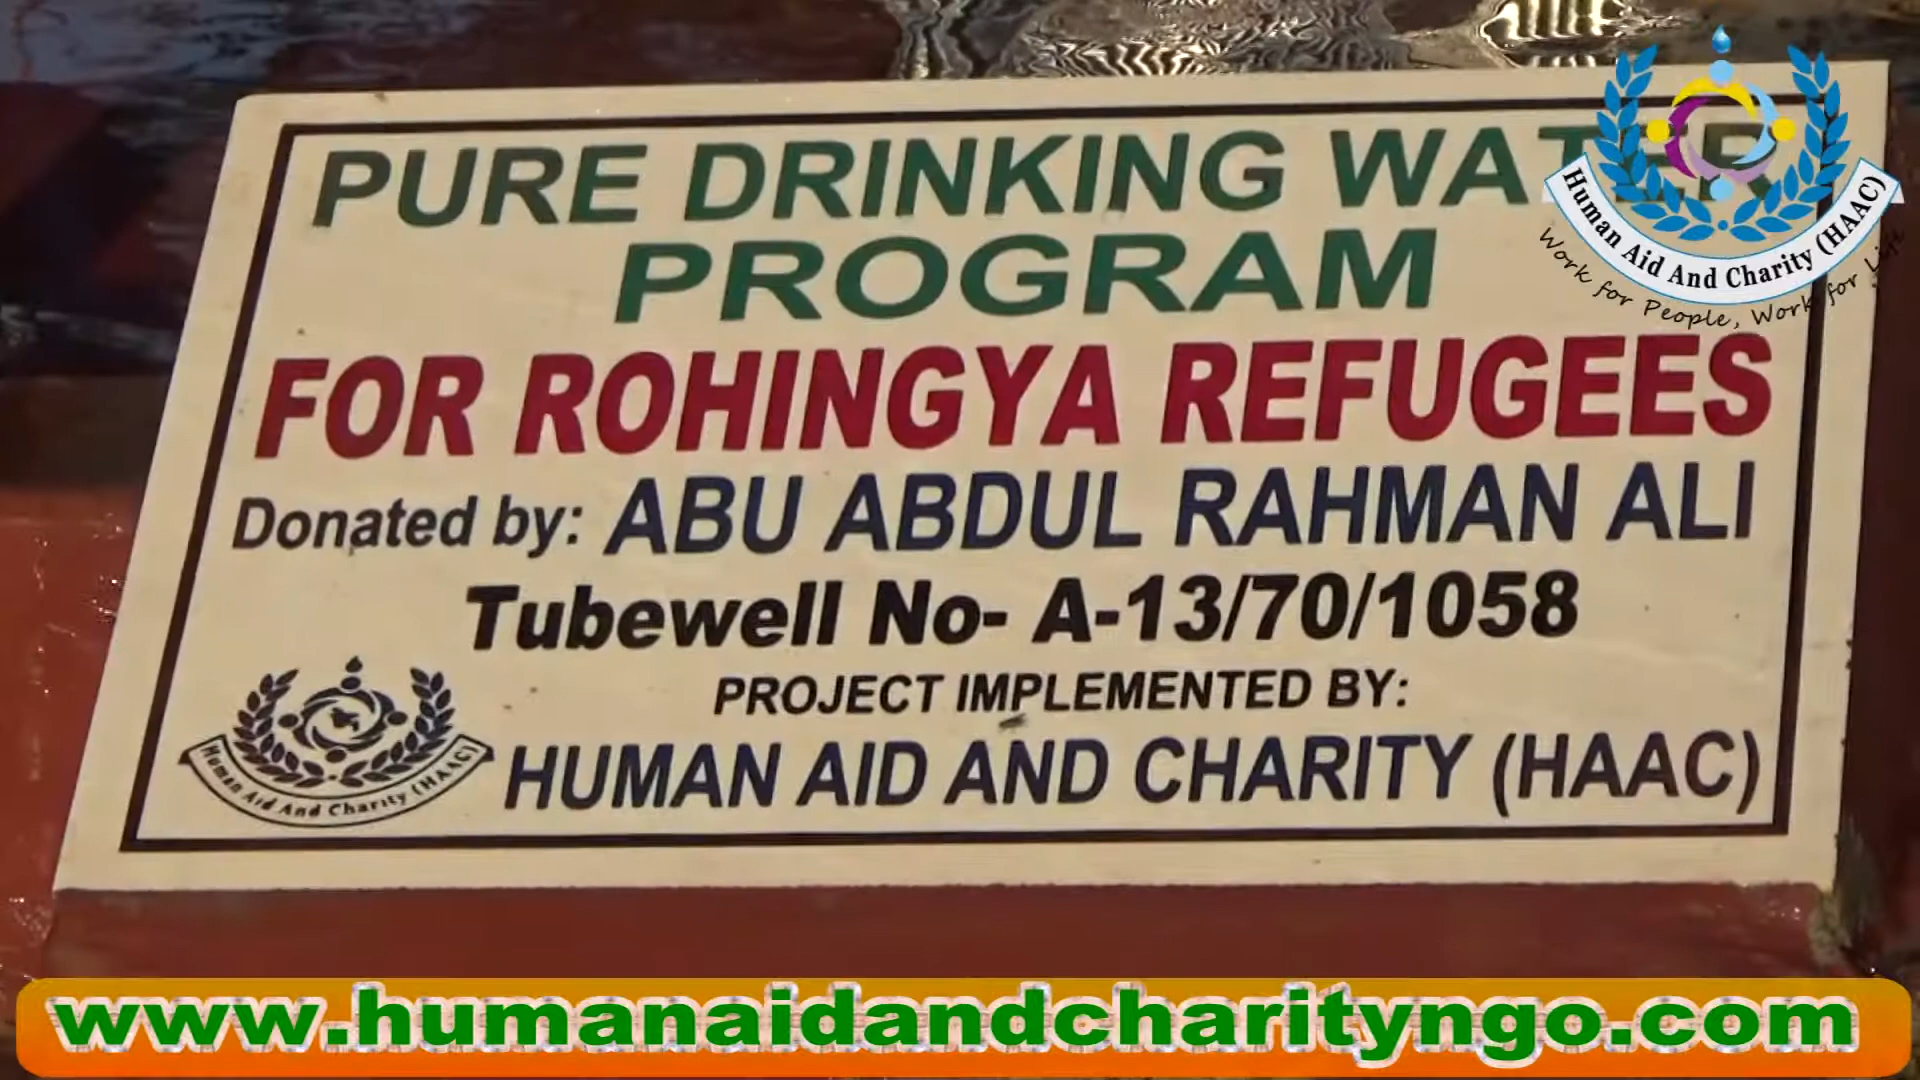 PURE DRINKING WATER
PROGRAM
FOR ROHINGYA REFUGEES
Donated by: ABU ABDUL RAHMAN ALI
Tubewell No- A-13/70/1058
PROJECT IMPLEMENTED BY:
HUMAN AID AND CHARITY (HAAC)
Human Aid And Charity (HAAC)
Human Aid And Charity (HAAC)
Work for People, Work for Life
www.humanaidandcharityngo.com